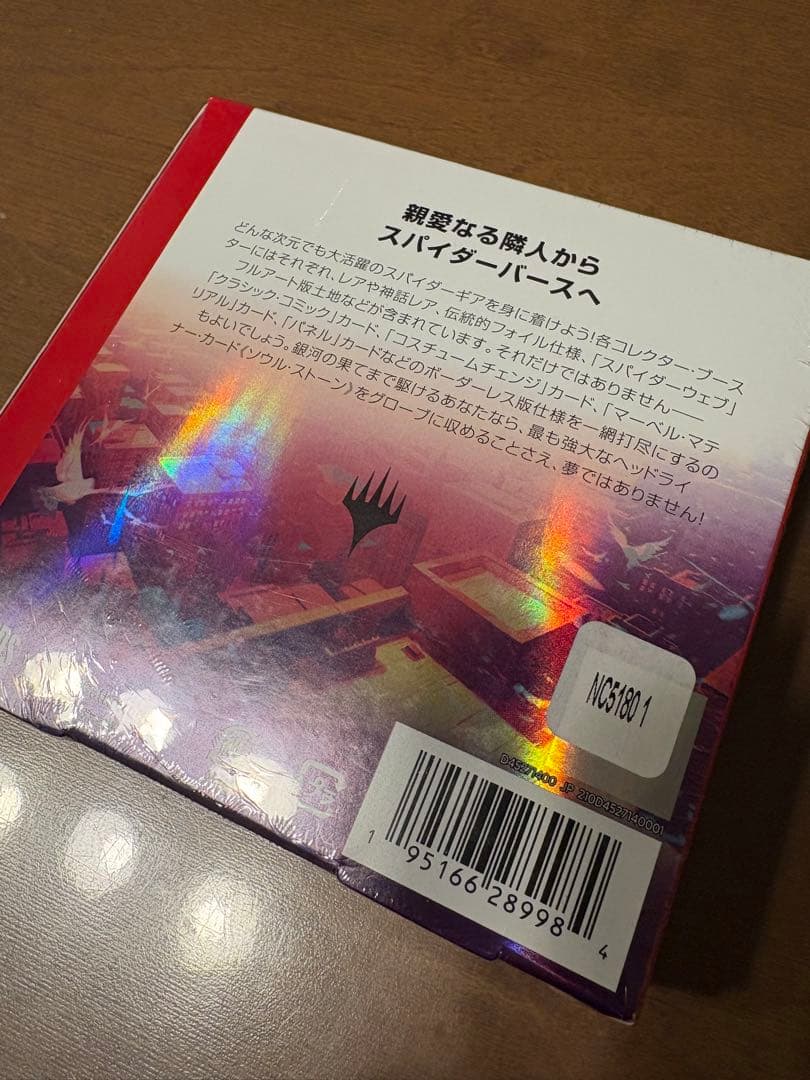 親愛なる隣人から
スパイダーバースへ
どんな次元でも大活躍のスパイダーギアを身に着けよう!各コレクター・ブース
ターにはそれぞれ、レアや神話レア、伝統的フォイル仕様、「スパイダーウェブ」
フルアート版土地などが含まれています。それだけではありません――
「クラシック・コミック」カード、「コスチュームチェンジ」カード、「マーベル・マテ
リアル」カード、「パネル」カードなどのボーダーレス版仕様を一網打尽にするの
もよいでしょう。銀河の果てまで駆けるあなたなら、最も強大なヘッドライ
ナー・カード《ソウル・ストーン》をグローブに収めることさえ、夢ではありません!
NC5180 1
D45271400 JP 210D45271400001
1 95166 28998 4